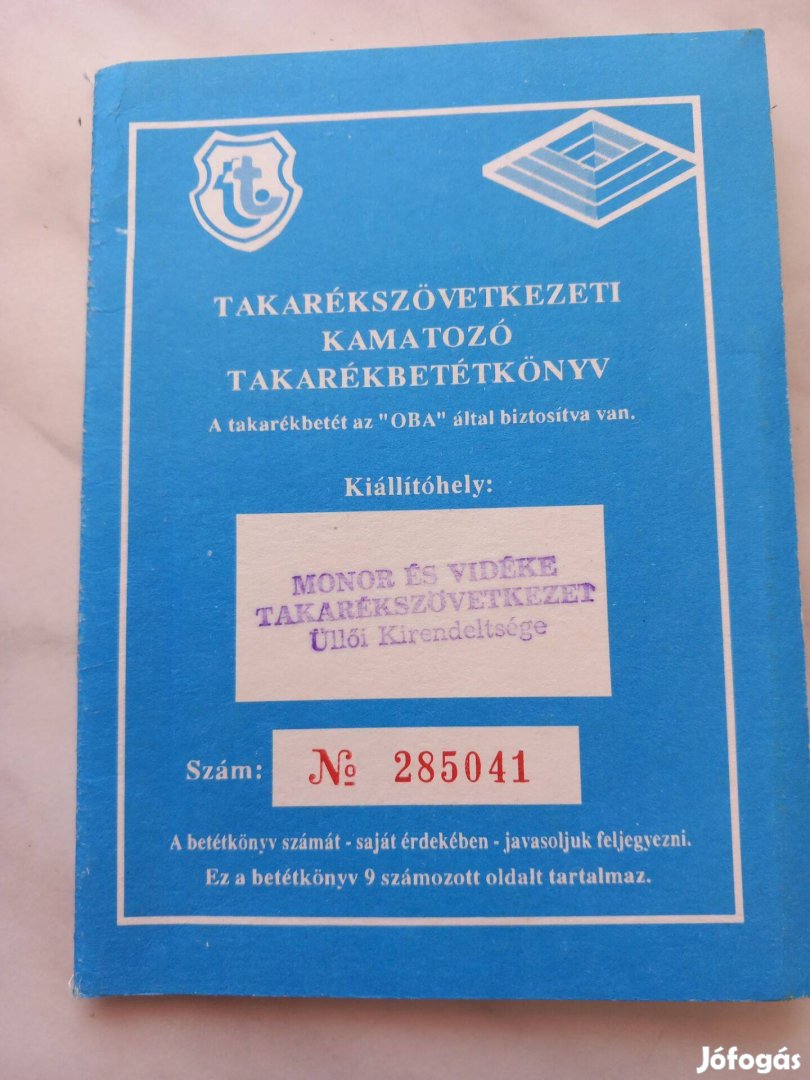 TAKARÉKSZÖVETKEZETI
KAMATOZÓ
TAKARÉKBETÉTKÖNYV
A takarékbetét az "OBA" által biztosítva van.
Kiállítóhely:
MONOR ÉS VIDÉKE
TAKARÉKSZÖVETKEZET
Üllői Kirendeltsége
Szám: № 285041
A betétkönyv számát - saját érdekében - javasoljuk feljegyezni.
Ez a betétkönyv 9 számozott oldalt tartalmaz.
Jófogás